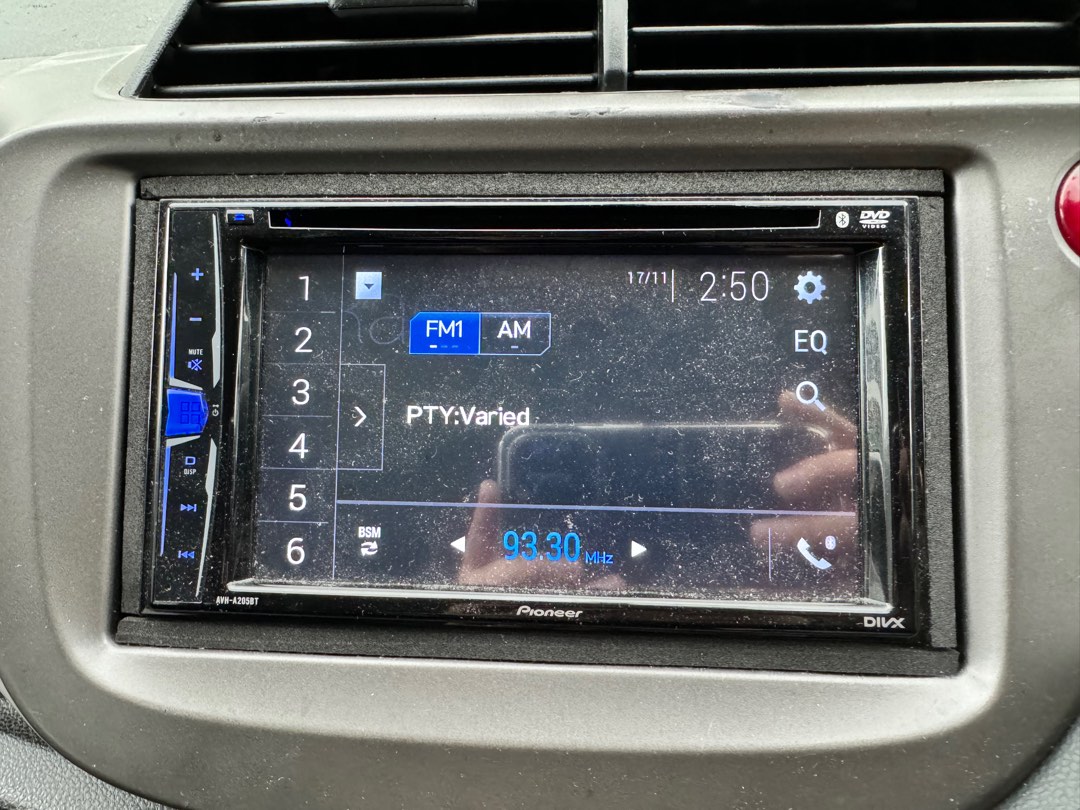 DVD
VIDEO
MUTE
DISP
1
2
3
4
5
6
17/11
2:50
FM1
AM
EQ
PTY:Varied
BSM
93.30 MHz
AVH-A205BT
Pioneer
DIVX